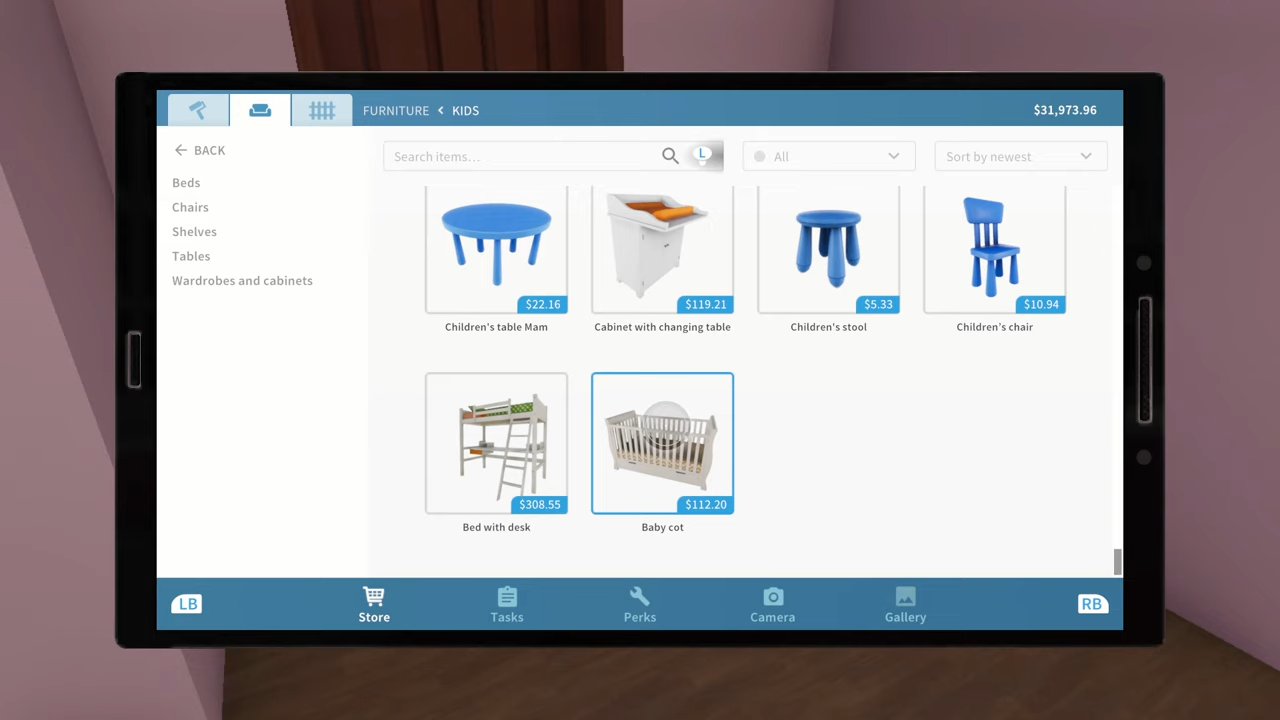 FURNITURE < KIDS
$31,973.96
BACK
Search items...
L
All
Sort by newest
Beds
Chairs
Shelves
Tables
Wardrobes and cabinets
$22.16
$119.21
$5.33
$10.94
Children's table Mam
Cabinet with changing table
Children's stool
Children's chair
$308.55
$112.20
Bed with desk
Baby cot
LB
Store
Tasks
Perks
Camera
Gallery
RB